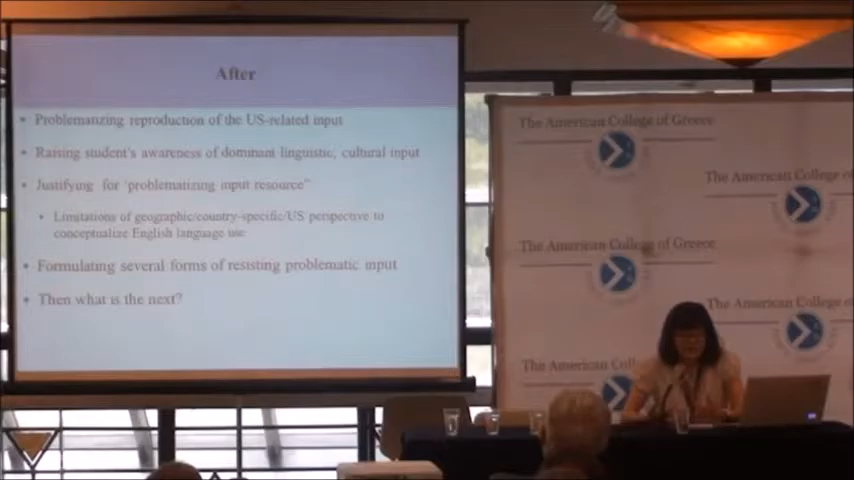 After
• Problemanzing reproduction of the US-related input
• Raising student's awareness of dominant linguistic, cultural input
• Justifying for 'problematizing input resource"
• Limitations of geographic/country-specific/US perspective to
conceptualize English language use
• Formulating several forms of resisting problematic input
• Then what is the next?
The American College of Greece
The American College of
The American College of Greece
The American College of
The American Coll